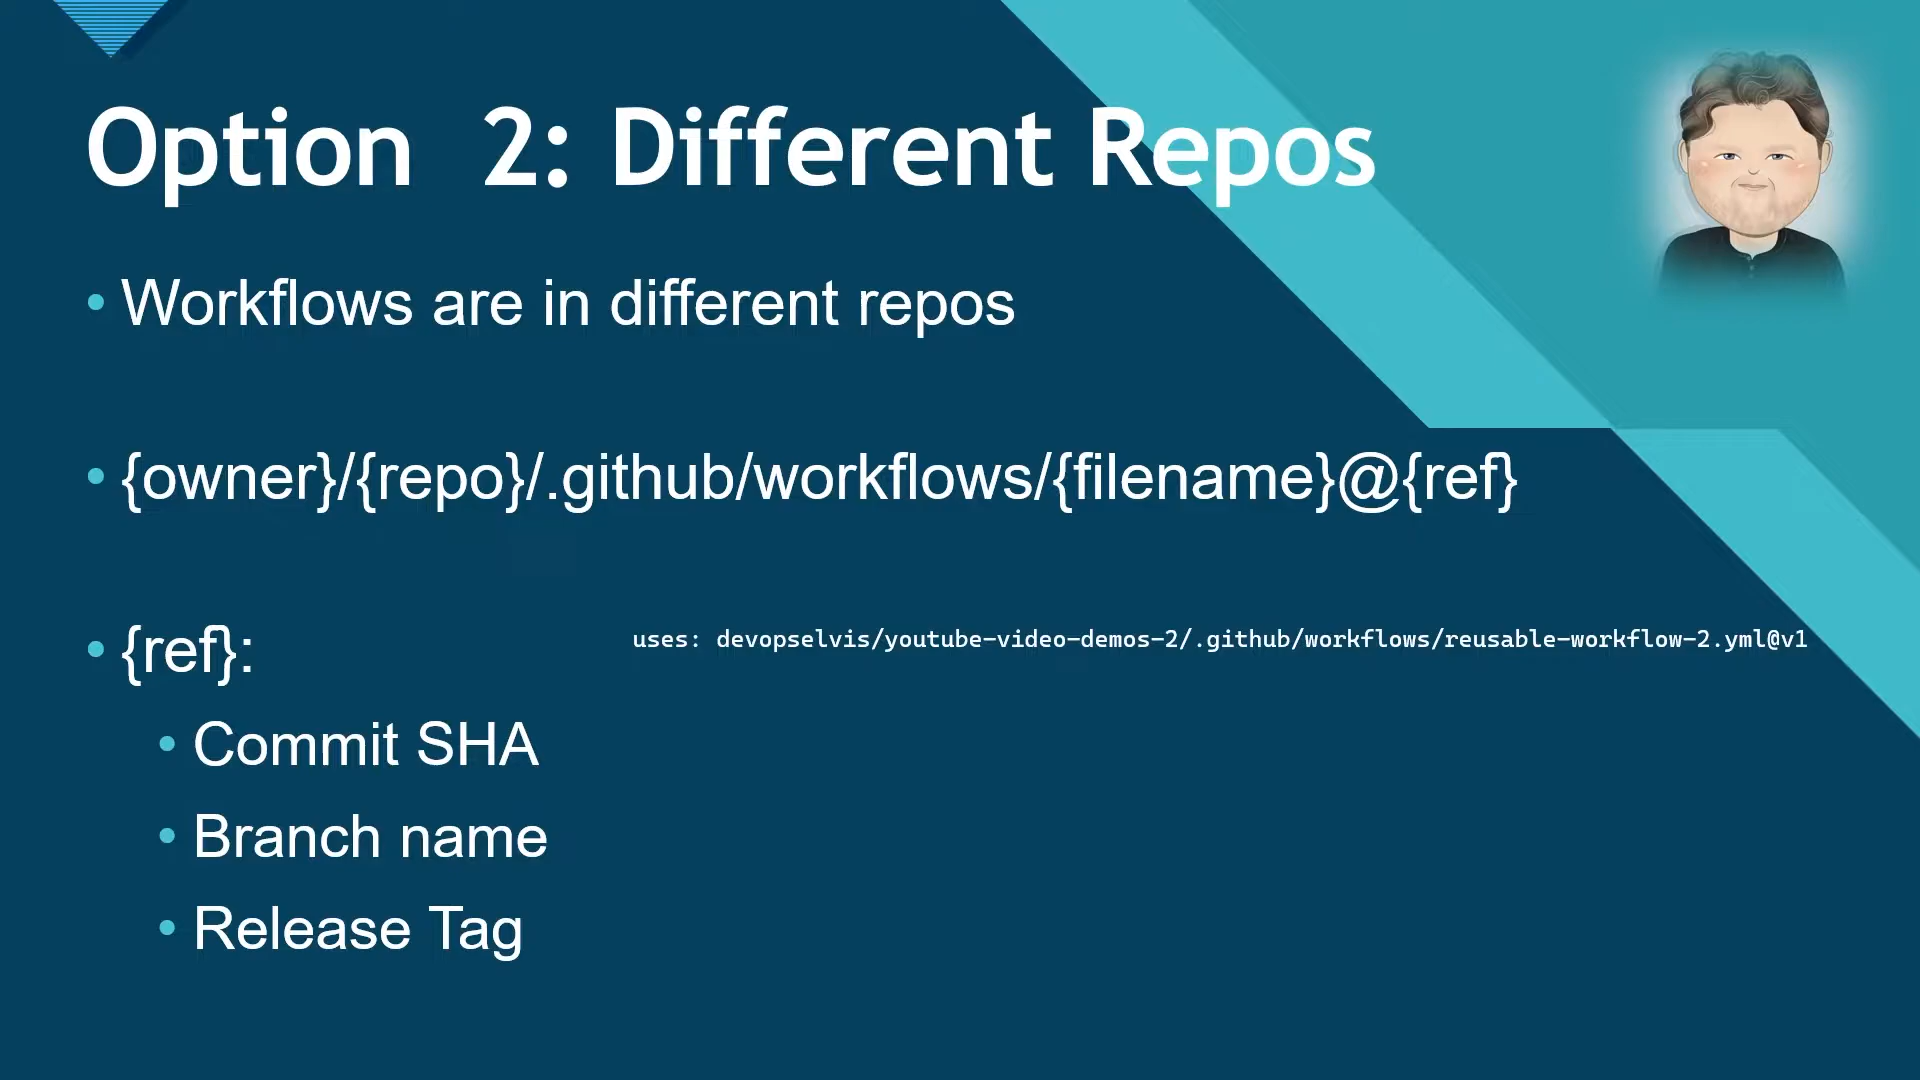 Option  2: Different Repos
• Workflows are in different repos
• {owner}/{repo}/.github/workflows/{filename}@{ref}
• {ref}:
uses: devopselvis/youtube-video-demos-2/.github/workflows/reusable-workflow-2.yml@v1
• Commit SHA
• Branch name
• Release Tag